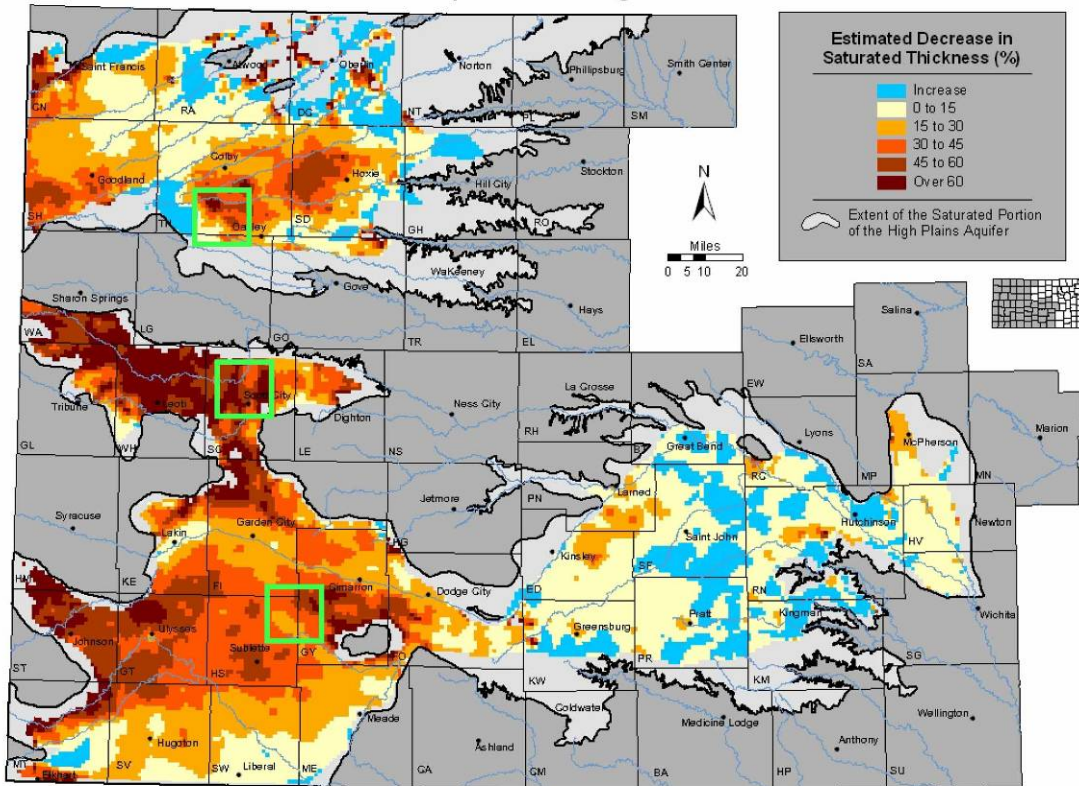 Estimated Decrease in
Saturated Thickness (%)
Increase
0 to 15
15 to 30
30 to 45
45 to 60
Over 60
Extent of the Saturated Portion
of the High Plains Aquifer
N
Miles
0 5 10 20
Saint Francis
Atwood
Oberlin
Norton
Phillipsburg
Smith Center
CN
RA
DC
NT
PL
SM
Goodland
Colby
Hoxie
Hill City
Stockton
SH
TH
Oakley
SD
GH
RO
WaKeeney
Gove
Hays
Sharon Springs
WA
LG
GO
TR
EL
Salina
Ellsworth
SA
Tribune
Leoti
Scott City
Dighton
Ness City
La Crosse
EW
Lyons
McPherson
Marion
GL
WH
SC
LE
NS
RH
Great Bend
RC
MP
MN
Syracuse
Lakin
Garden City
Jetmore
PN
Larned
Hutchinson
Newton
HG
Kinsley
Saint John
HV
HM
KE
FI
Cimarron
Dodge City
ED
SF
RN
Wichita
Johnson
Ulysses
Sublette
Greensburg
Pratt
Kingman
ST
GT
HS
GY
FO
KW
PR
KM
SG
Meade
Coldwater
Medicine Lodge
Wellington
Hugoton
Liberal
Ashland
Anthony
MT
Elkhart
SV
SW
ME
CA
CM
BA
HP
SU